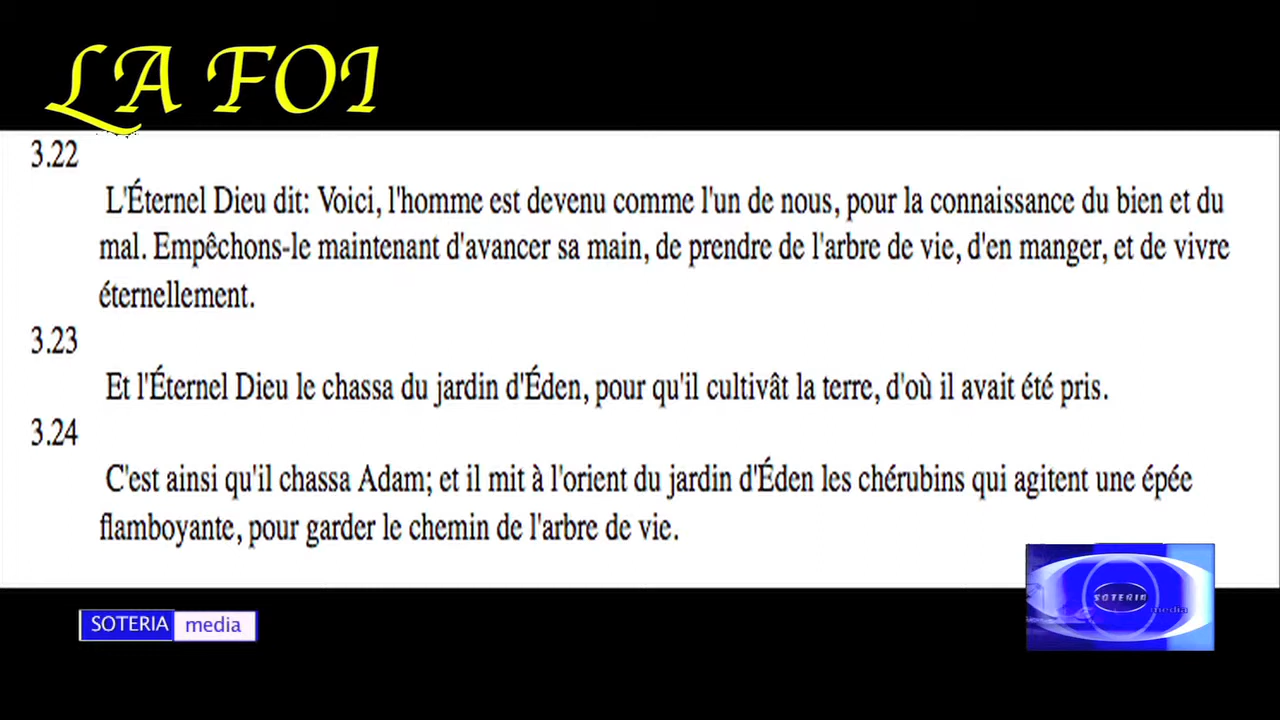 LA FOI
3.22
L'Éternel Dieu dit: Voici, l'homme est devenu comme l'un de nous, pour la connaissance du bien et du
mal. Empêchons-le maintenant d'avancer sa main, de prendre de l'arbre de vie, d'en manger, et de vivre
éternellement.
3.23
Et l'Éternel Dieu le chassa du jardin d'Éden, pour qu'il cultivât la terre, d'où il avait été pris.
3.24
C'est ainsi qu'il chassa Adam; et il mit à l'orient du jardin d'Éden les chérubins qui agitent une épée
flamboyante, pour garder le chemin de l'arbre de vie.
SOTERIA media
SOTERIA
media